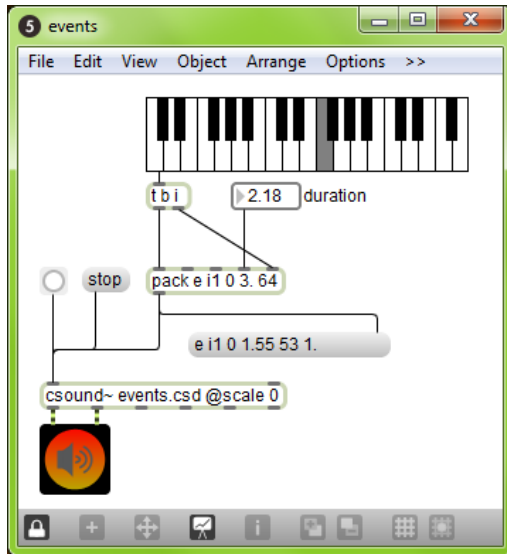 5 events
File Edit View Object Arrange Options >>
t b i
2.18 duration
stop
pack e i1 0 3. 64
e i1 0 1.55 53 1.
csound~ events.csd @scale 0